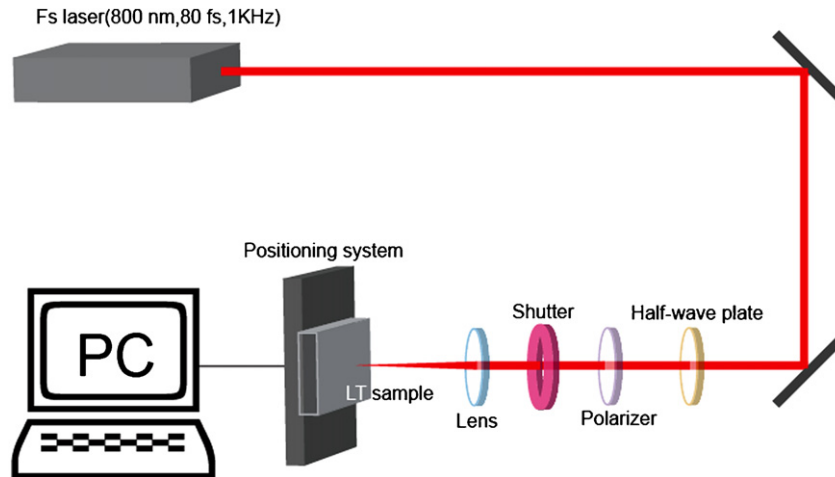 Fs laser(800 nm,80 fs,1KHz)
Positioning system
PC
LT sample
Lens
Shutter
Polarizer
Half-wave plate